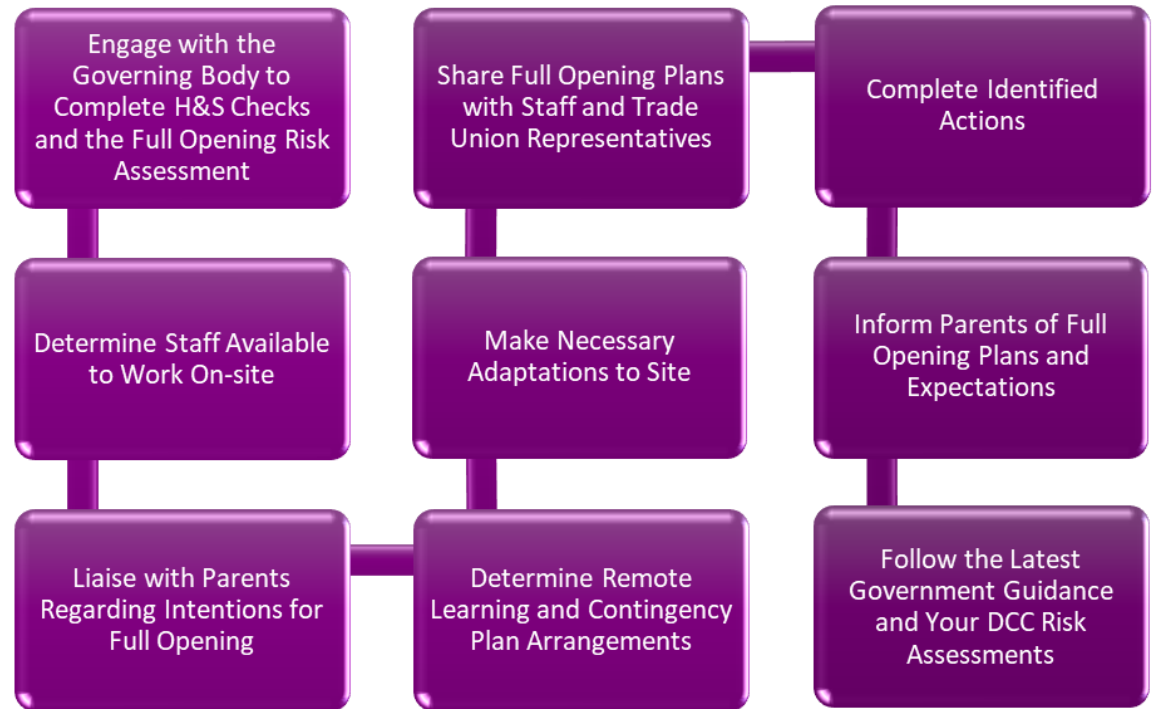 Engage with the
Governing Body to
Complete H&S Checks
and the Full Opening Risk
Assessment
Determine Staff Available
to Work On-site
Liaise with Parents
Regarding Intentions for
Full Opening
Determine Remote
Learning and Contingency
Plan Arrangements
Make Necessary
Adaptations to Site
Share Full Opening Plans
with Staff and Trade
Union Representatives
Complete Identified
Actions
Inform Parents of Full
Opening Plans and
Expectations
Follow the Latest
Government Guidance
and Your DCC Risk
Assessments